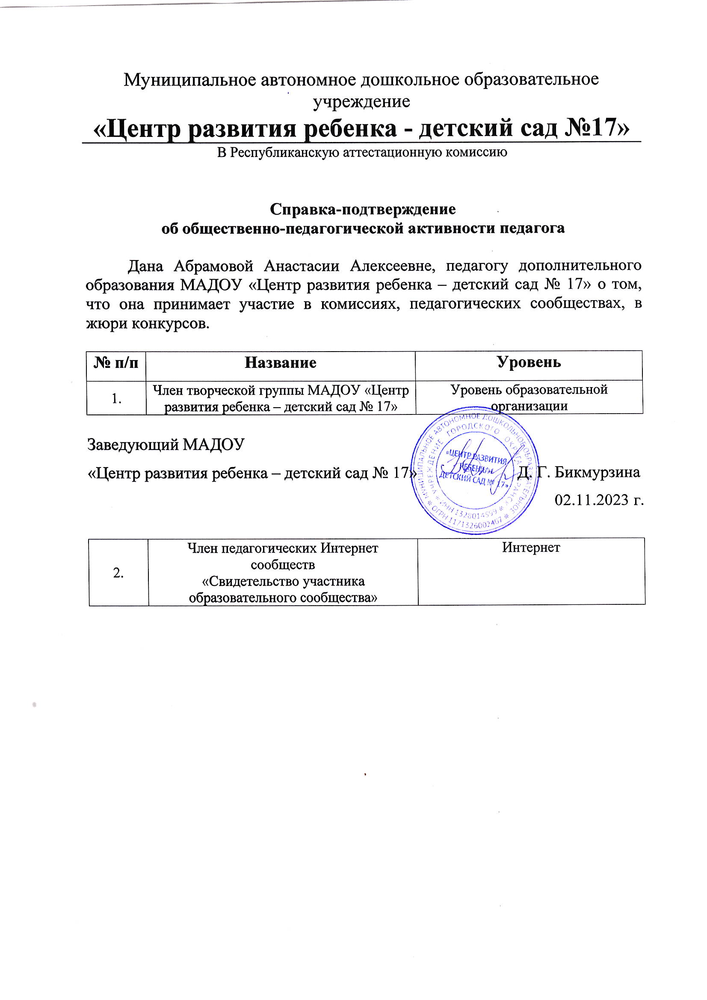 Муниципальное автономное дошкольное образовательное
учреждение
«Центр развития ребенка - детский сад №17»
В Республиканскую аттестационную комиссию
Справка-подтверждение
об общественно-педагогической активности педагога
Дана Абрамовой Анастасии Алексеевне, педагогу дополнительного
образования МАДОУ «Центр развития ребенка – детский сад № 17» о том,
что она принимает участие в комиссиях, педагогических сообществах, в
жюри конкурсов.
№ п/п Название Уровень
1. Член творческой группы МАДОУ «Центр
развития ребенка – детский сад № 17»
Уровень образовательной
организации
Заведующий МАДОУ
«Центр развития ребенка – детский сад № 17» Д. Г. Бикмурзина
02.11.2023 г.
МУНИЦИПАЛЬНОЕ АВТОНОМНОЕ ДОШКОЛЬНОЕ ОБРАЗОВАТЕЛЬНОЕ
УЧРЕЖДЕНИЕ ГОРОДСКОГО ОКРУГА
«ЦЕНТР РАЗВИТИЯ
ДЕТСКИЙ САД № 17»
ИНН
ОГРН
2. Член педагогических Интернет
сообществ
«Свидетельство участника
образовательного сообщества»
Интернет